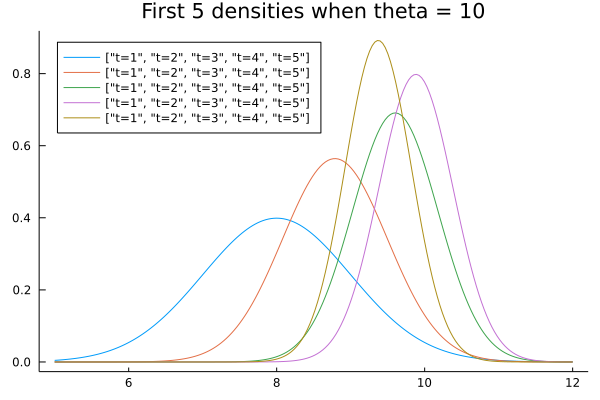 First 5 densities when theta = 10
["t=1", "t=2", "t=3", "t=4", "t=5"]
["t=1", "t=2", "t=3", "t=4", "t=5"]
["t=1", "t=2", "t=3", "t=4", "t=5"]
["t=1", "t=2", "t=3", "t=4", "t=5"]
["t=1", "t=2", "t=3", "t=4", "t=5"]
0.8
0.6
0.4
0.2
0.0
6 8 10 12